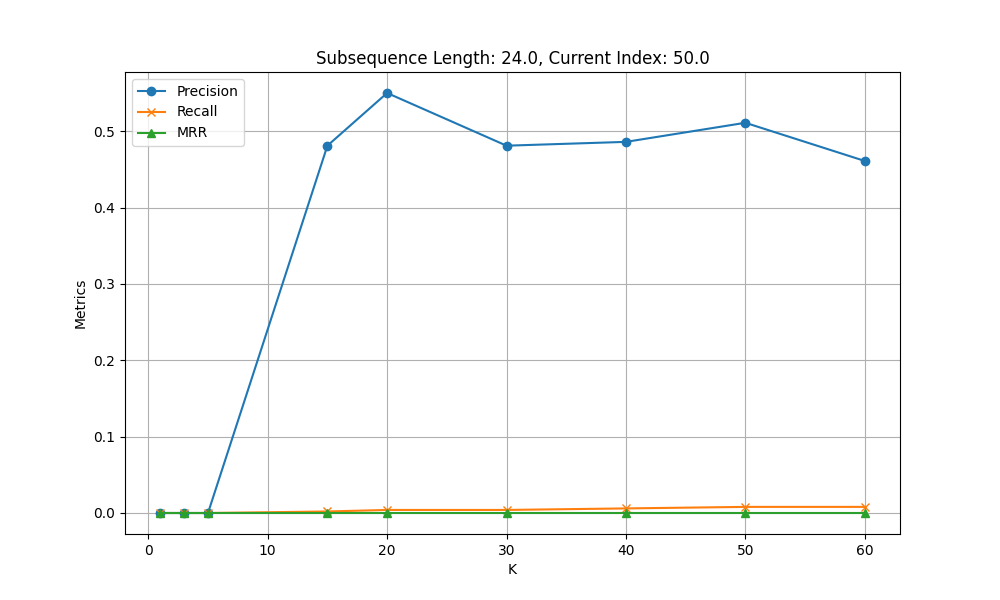 Subsequence Length: 24.0, Current Index: 50.0
Precision
Recall
MRR
0.5
0.4
0.3
0.2
0.1
0.0
Metrics
0 10 20 30 40 50 60
K